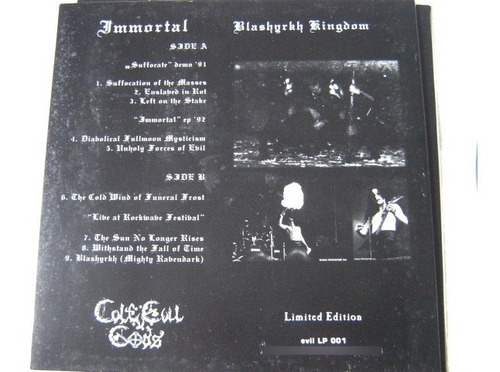 Immortal
Blashyrkh Kingdom
SIDE A
„Suffocate" demo '91
1. Suffocation of the Masses
2. Enslaved in Rot
3. Left on the Stake
"Immortal" ep '92
4. Diabolical Fullmoon Mysticism
5. Unholy Forces of Evil
SIDE B
6. The Cold Wind of Funeral Frost
"Live at Rockwave Festibal"
7. The Sun No Longer Rises
8. Withstand the Fall of Time
9. Blashyrkh (Mighty Ravendark)
Gods
Limited Edition
evil LP 001